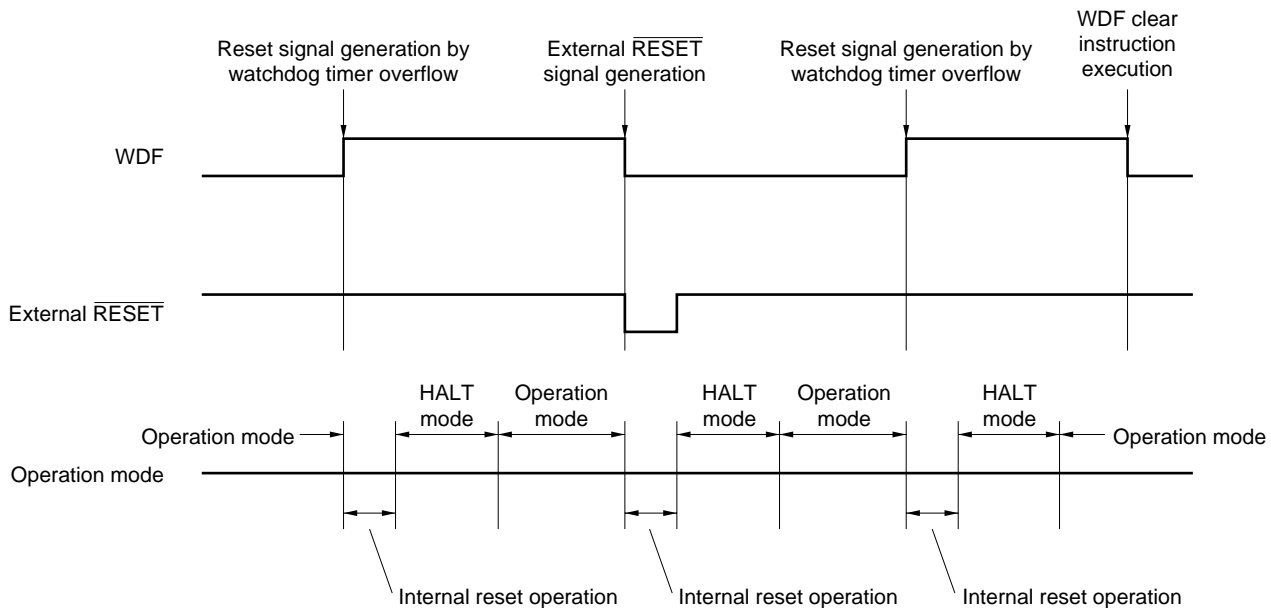 Reset signal generation by
watchdog timer overflow
External RESET
signal generation
Reset signal generation by
watchdog timer overflow
WDF clear
instruction
execution
WDF
External RESET
HALT
mode
Operation
mode
HALT
mode
Operation
mode
HALT
mode
Operation mode
Operation mode
Operation mode
Internal reset operation
Internal reset operation
Internal reset operation